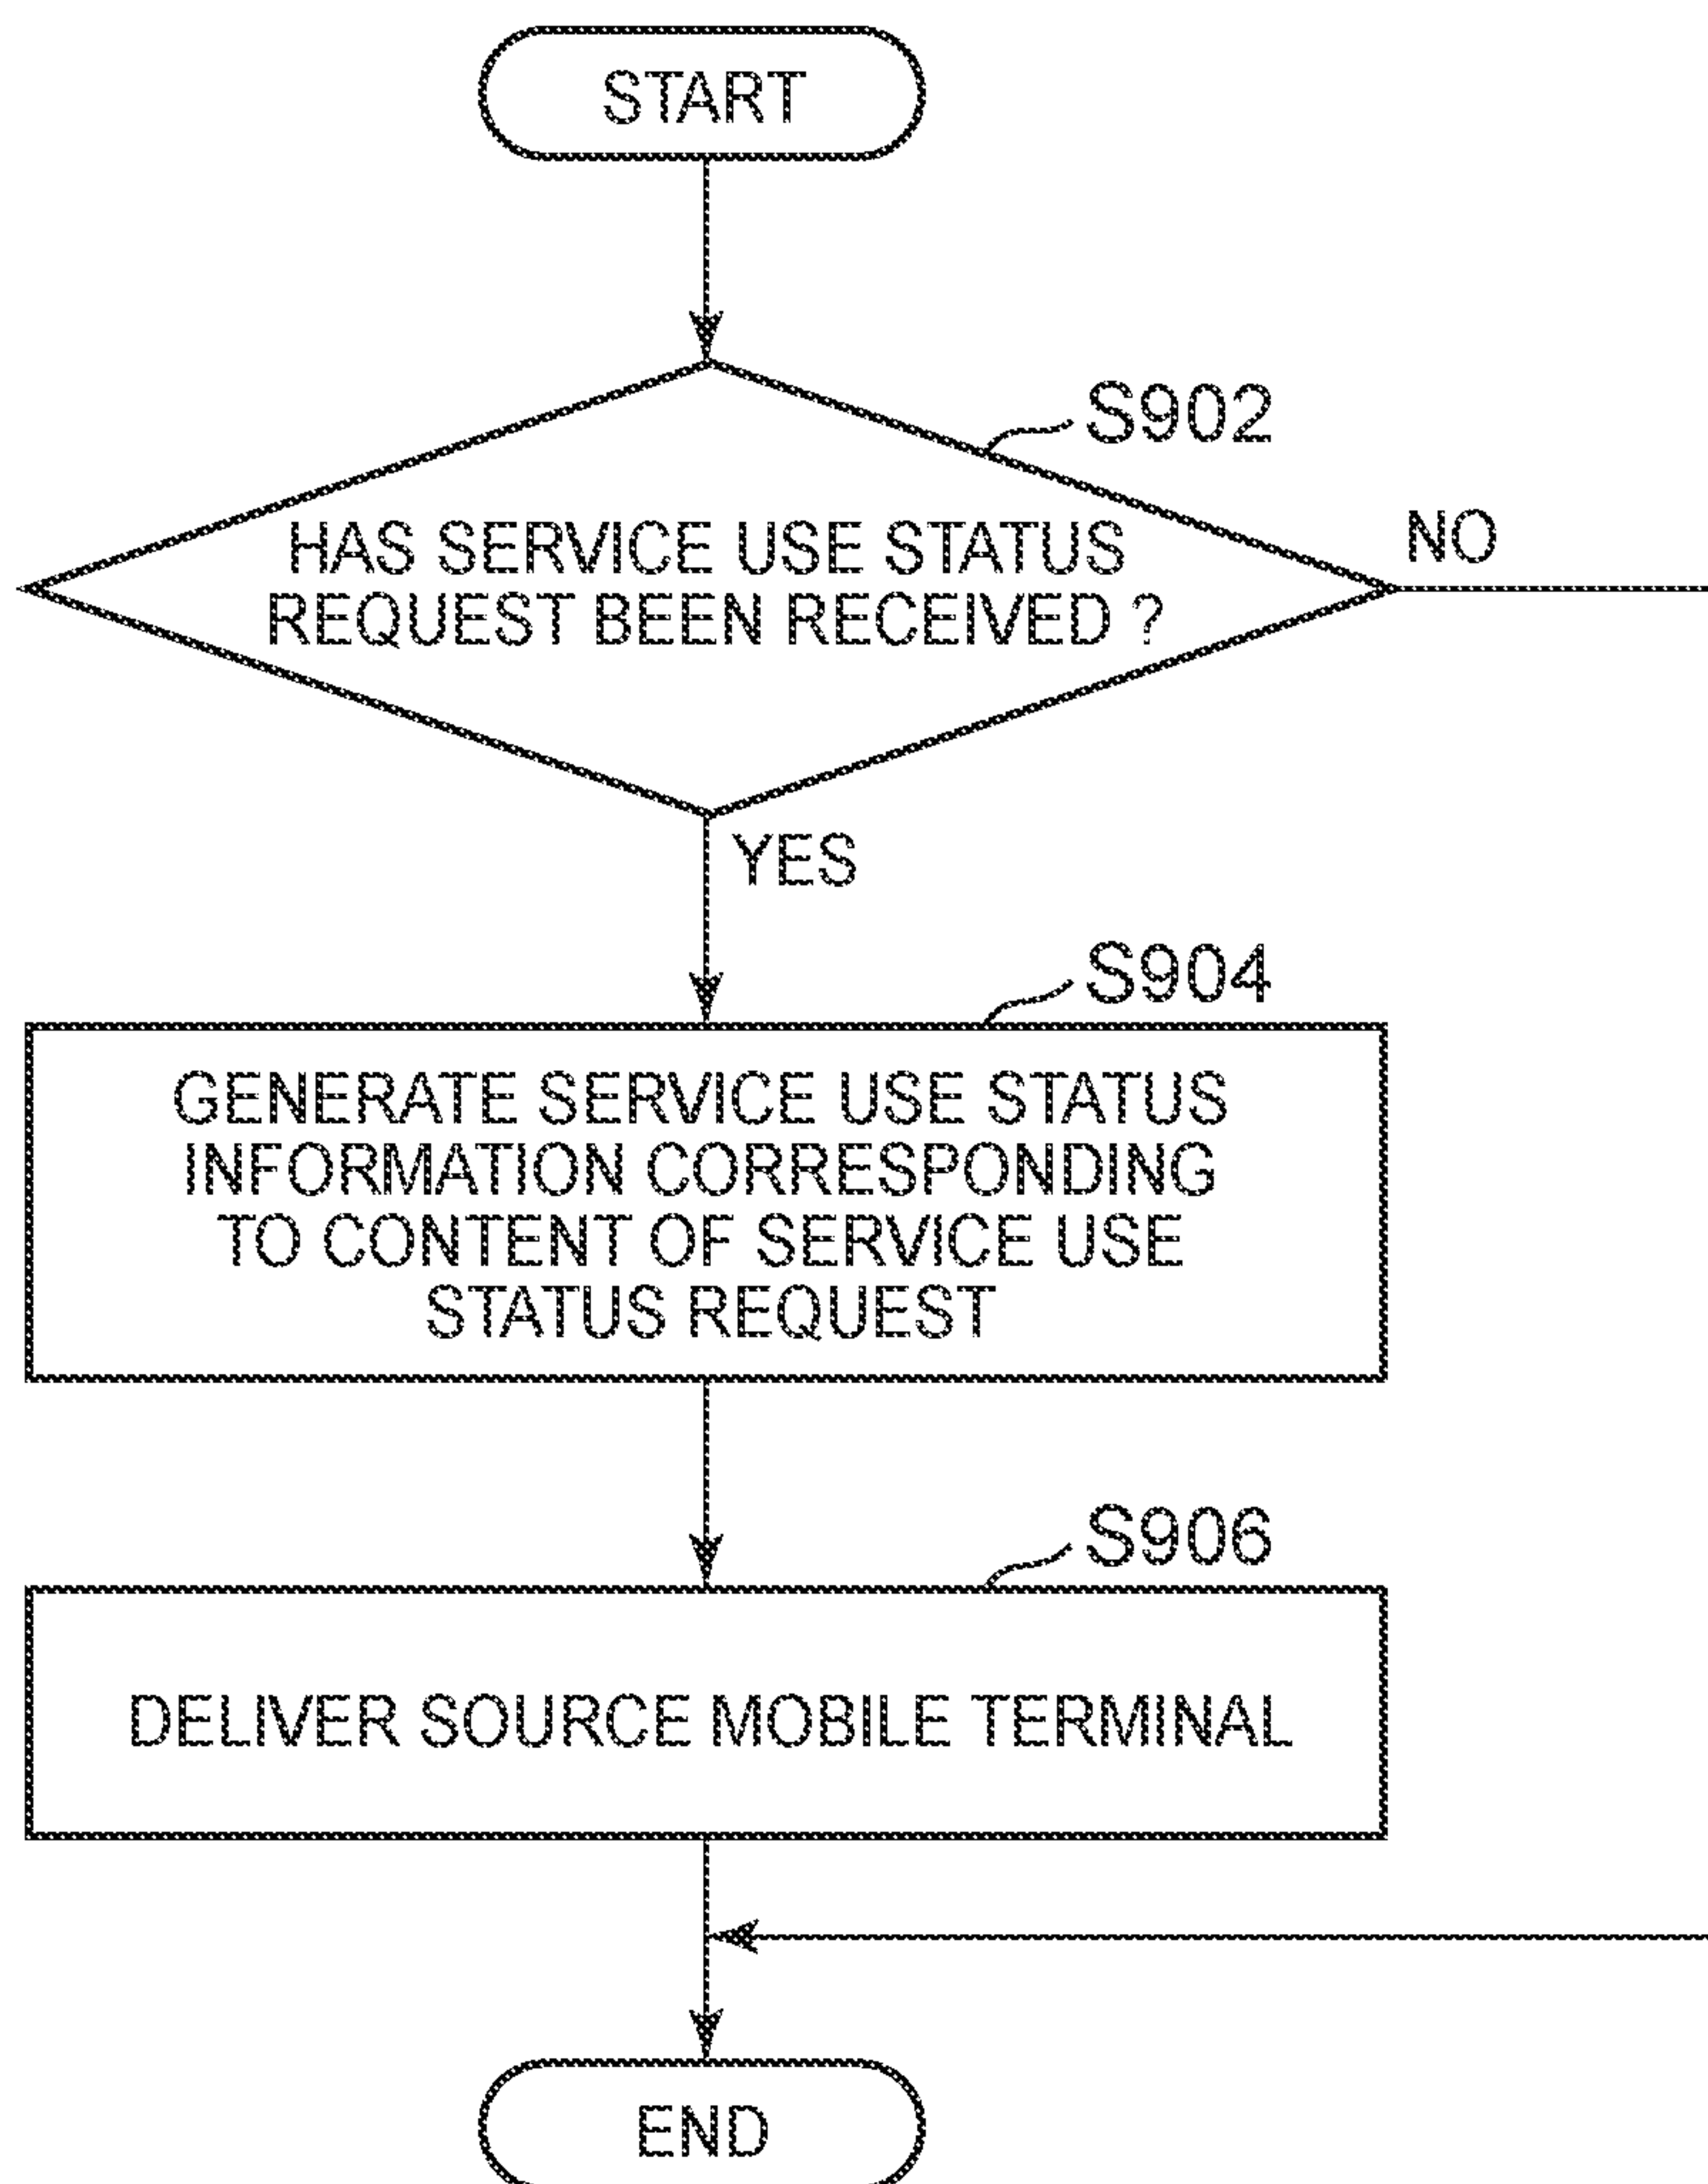 START
S902
HAS SERVICE USE STATUS
REQUEST BEEN RECEIVED ?
NO
YES
S904
GENERATE SERVICE USE STATUS
INFORMATION CORRESPONDING
TO CONTENT OF SERVICE USE
STATUS REQUEST
S906
DELIVER SOURCE MOBILE TERMINAL
END